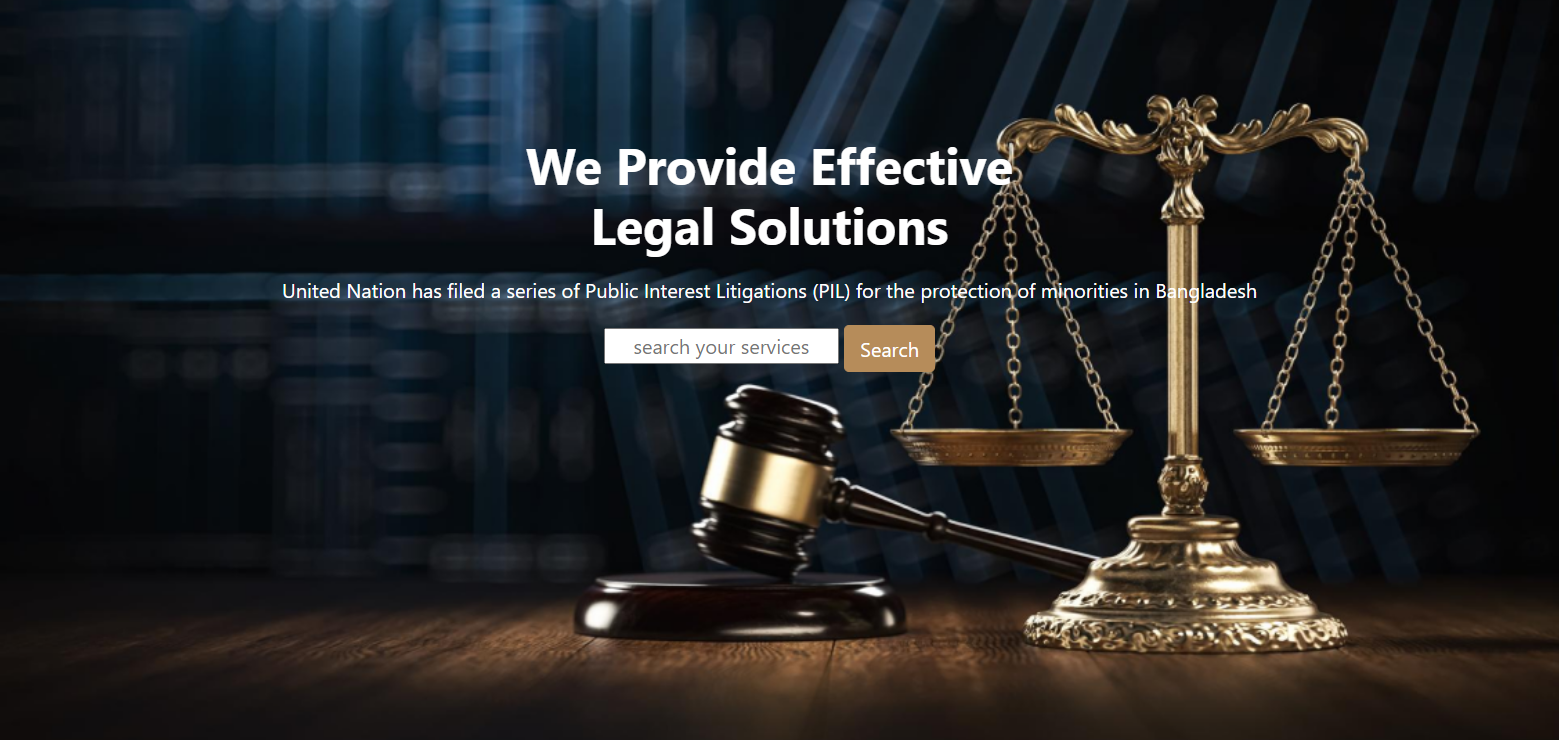 We Provide Effective
Legal Solutions
United Nation has filed a series of Public Interest Litigations (PIL) for the protection of minorities in Bangladesh
search your services
Search